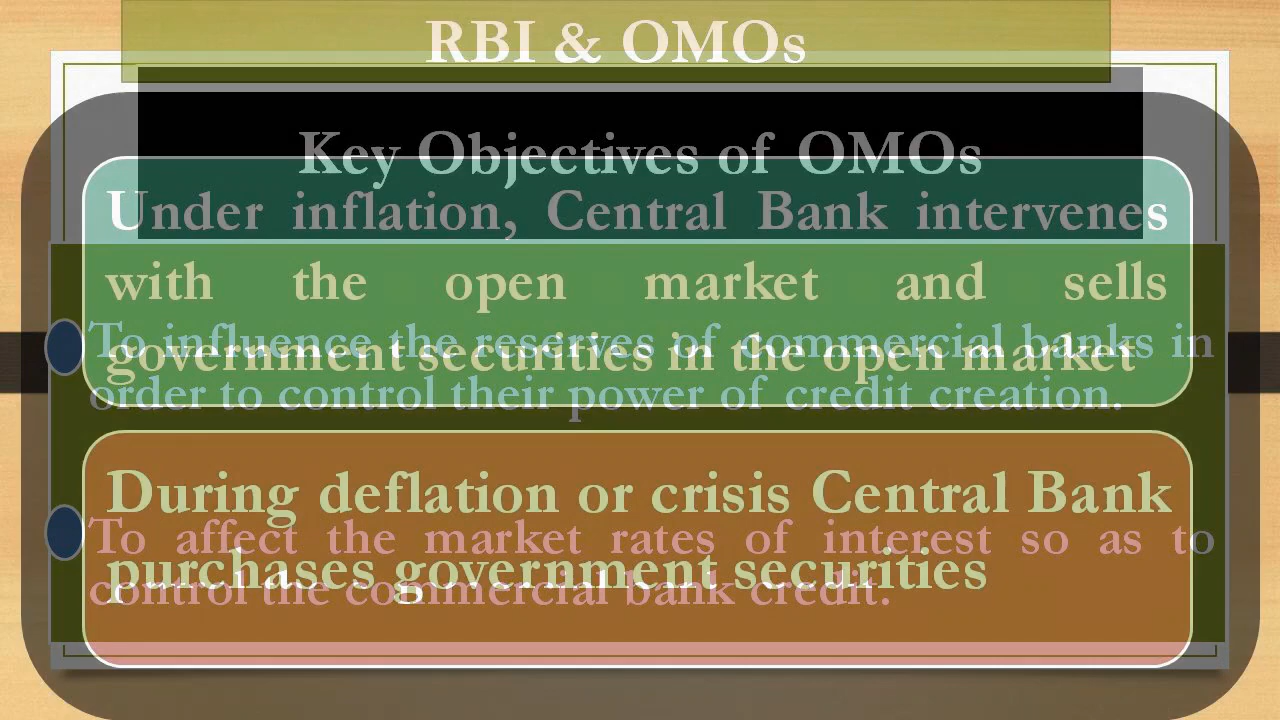 RBI & OMOs
Key Objectives of OMOs
Under inflation, Central Bank intervenes
with the open market and sells
government securities in the open market
To influence the reserves of commercial banks in
order to control their power of credit creation.
During deflation or crisis Central Bank
purchases government securities
To affect the market rates of interest so as to
control the commercial bank credit.